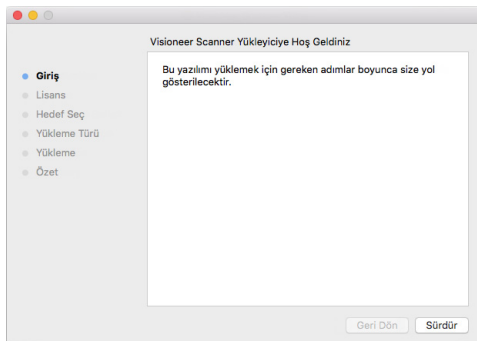 Visioneer Scanner Yükleyiciye Hoş Geldiniz
Giriş
Lisans
Hedef Seç
Yükleme Türü
Yükleme
Özet
Bu yazılımı yüklemek için gereken adımlar boyunca size yol
gösterilecektir.
Geri Dön
Sürdür